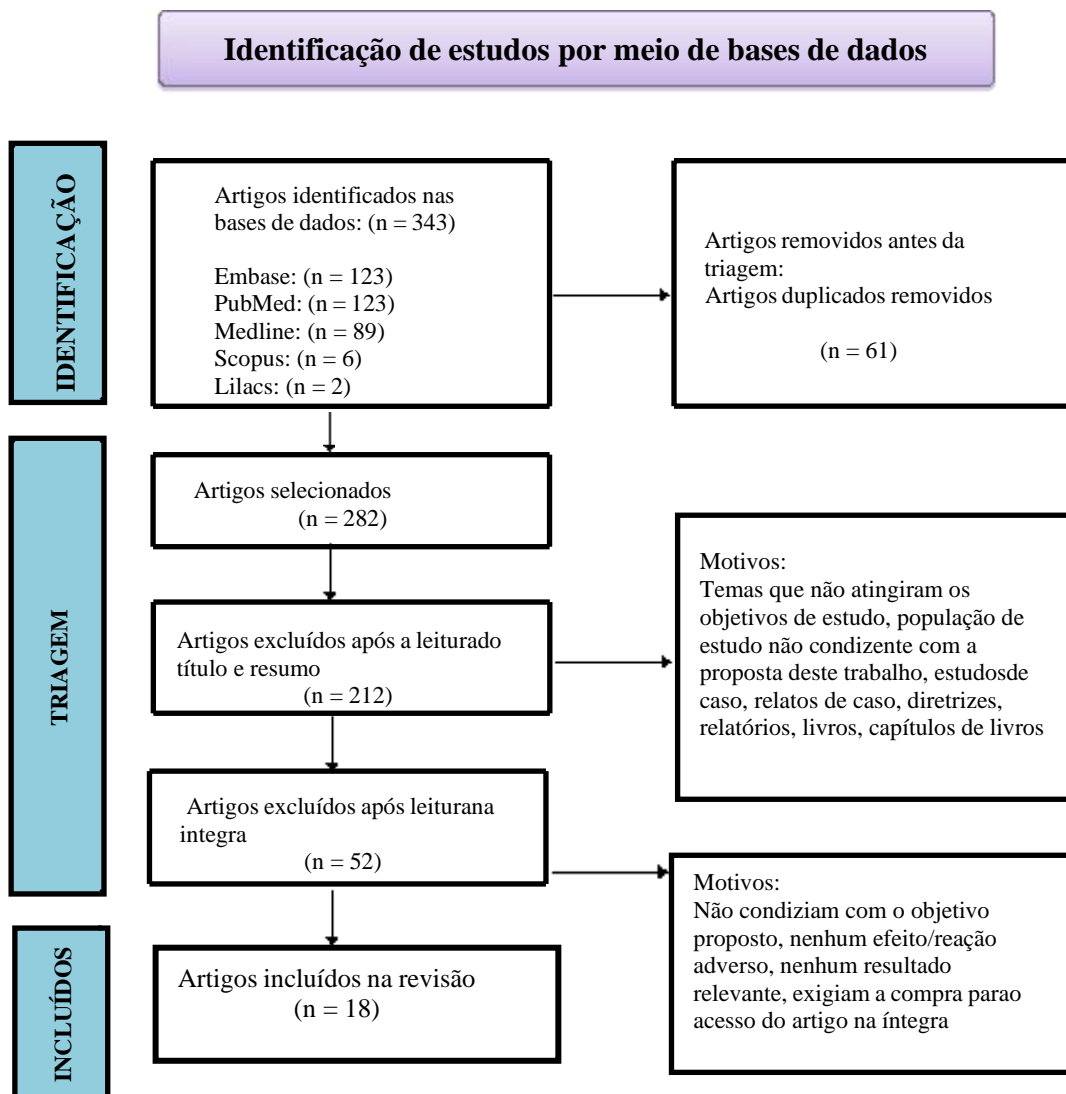 Identificação de estudos por meio de bases de dados
IDENTIFICAÇÃO
Artigos identificados nas
bases de dados: (n = 343)
Embase: (n = 123)
PubMed: (n = 123)
Medline: (n = 89)
Scopus: (n = 6)
Lilacs: (n = 2)
Artigos removidos antes da
triagem:
Artigos duplicados removidos
(n = 61)
TRIAGEM
Artigos selecionados
(n = 282)
Artigos excluídos após a leiturado
título e resumo
(n = 212)
Motivos:
Temas que não atingiram os
objetivos de estudo, população de
estudo não condizente com a
proposta deste trabalho, estudosde
caso, relatos de caso, diretrizes,
relatórios, livros, capítulos de livros
Artigos excluídos após leiturana
integra
(n = 52)
Motivos:
Não condiziam com o objetivo
proposto, nenhum efeito/reação
adverso, nenhum resultado
relevante, exigiam a compra parao
acesso do artigo na íntegra
INCLUÍDOS
Artigos incluídos na revisão
(n = 18)